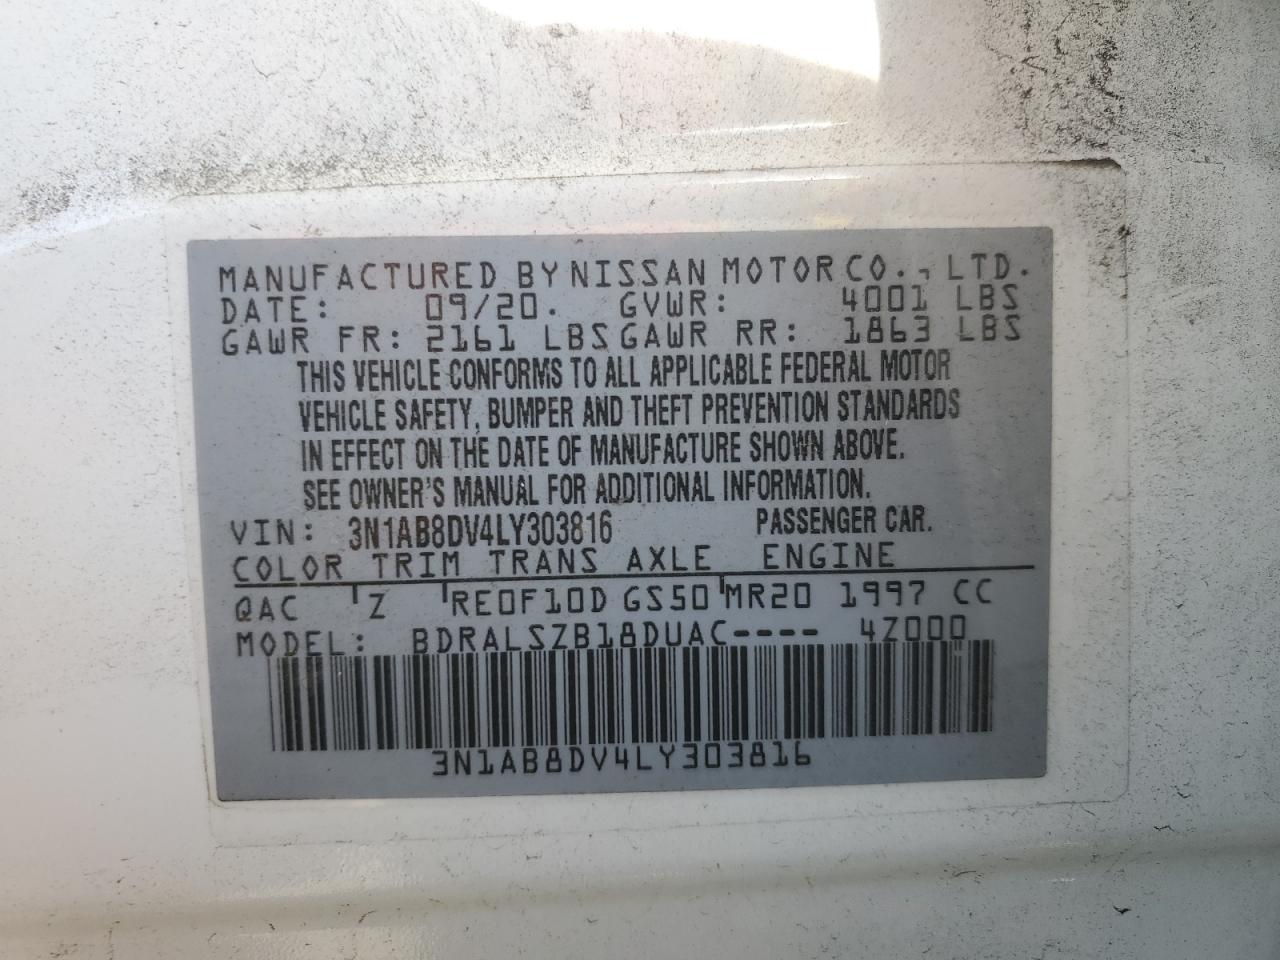 MANUFACTURED BY NISSAN MOTOR CO., LTD.
DATE: 09/20. GVWR: 4001 LBS
GAWR FR: 2161 LBS GAWR RR: 1863 LBS
THIS VEHICLE CONFORMS TO ALL APPLICABLE FEDERAL MOTOR
VEHICLE SAFETY, BUMPER AND THEFT PREVENTION STANDARDS
IN EFFECT ON THE DATE OF MANUFACTURE SHOWN ABOVE.
SEE OWNER'S MANUAL FOR ADDITIONAL INFORMATION.
VIN: 3N1AB8DV4LY303816 PASSENGER CAR.
COLOR TRIM TRANS AXLE ENGINE
QAC Z RE0F10D GS50 MR20 1997 CC
MODEL: BDRALSZB18DUAC---- 4Z000
3N1AB8DV4LY303816